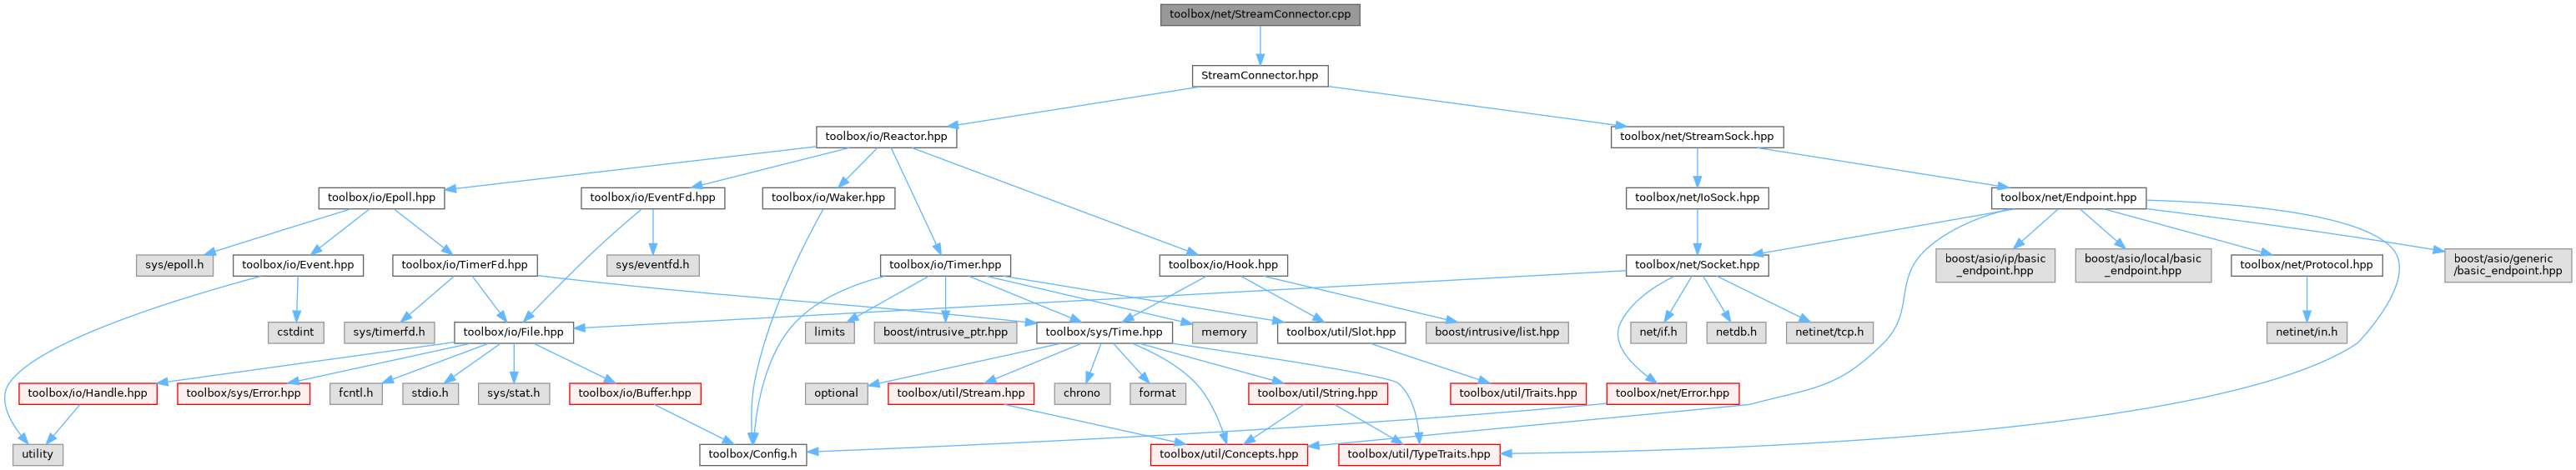 toolbox/net/StreamConnector.cpp
StreamConnector.hpp
toolbox/io/Reactor.hpp
toolbox/net/StreamSock.hpp
toolbox/io/Epoll.hpp
toolbox/io/EventFd.hpp
toolbox/io/Waker.hpp
toolbox/net/IoSock.hpp
toolbox/net/Endpoint.hpp
sys/epoll.h
toolbox/io/Event.hpp
toolbox/io/TimerFd.hpp
sys/eventfd.h
toolbox/io/Timer.hpp
toolbox/io/Hook.hpp
toolbox/net/Socket.hpp
boost/asio/ip/basic
_endpoint.hpp
boost/asio/local/basic
_endpoint.hpp
toolbox/net/Protocol.hpp
boost/asio/generic
/basic_endpoint.hpp
cstdint
sys/timerfd.h
toolbox/io/File.hpp
limits
boost/intrusive_ptr.hpp
toolbox/sys/Time.hpp
memory
toolbox/util/Slot.hpp
boost/intrusive/list.hpp
net/if.h
netdb.h
netinet/tcp.h
netinet/in.h
toolbox/io/Handle.hpp
toolbox/sys/Error.hpp
fcntl.h
stdio.h
sys/stat.h
toolbox/io/Buffer.hpp
optional
toolbox/util/Stream.hpp
chrono
format
toolbox/util/String.hpp
toolbox/util/Traits.hpp
toolbox/net/Error.hpp
utility
toolbox/Config.h
toolbox/util/Concepts.hpp
toolbox/util/TypeTraits.hpp